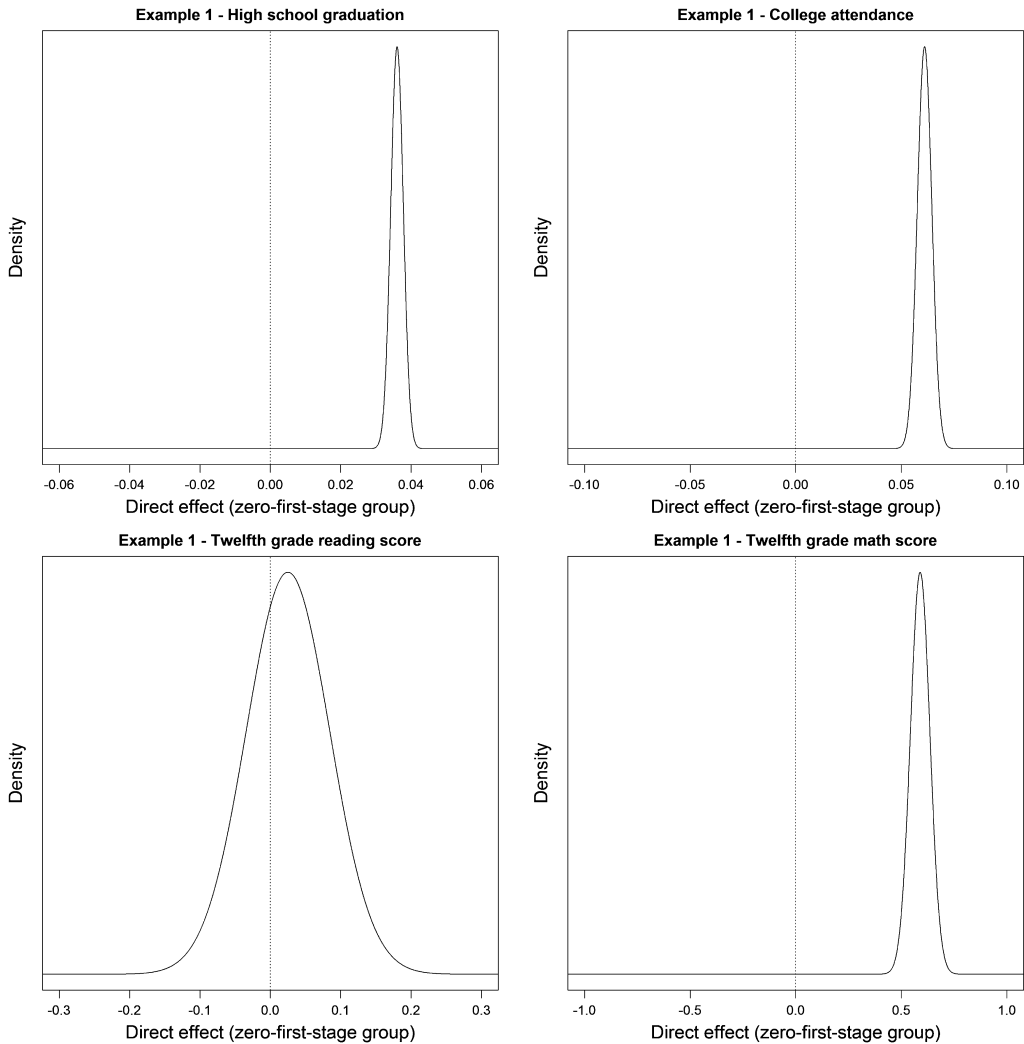 Example 1 - High school graduation
Density
-0.06 -0.04 -0.02 0.00 0.02 0.04 0.06
Direct effect (zero-first-stage group)
Example 1 - College attendance
Density
-0.10 -0.05 0.00 0.05 0.10
Direct effect (zero-first-stage group)
Example 1 - Twelfth grade reading score
Density
-0.3 -0.2 -0.1 0.0 0.1 0.2 0.3
Direct effect (zero-first-stage group)
Example 1 - Twelfth grade math score
Density
-1.0 -0.5 0.0 0.5 1.0
Direct effect (zero-first-stage group)